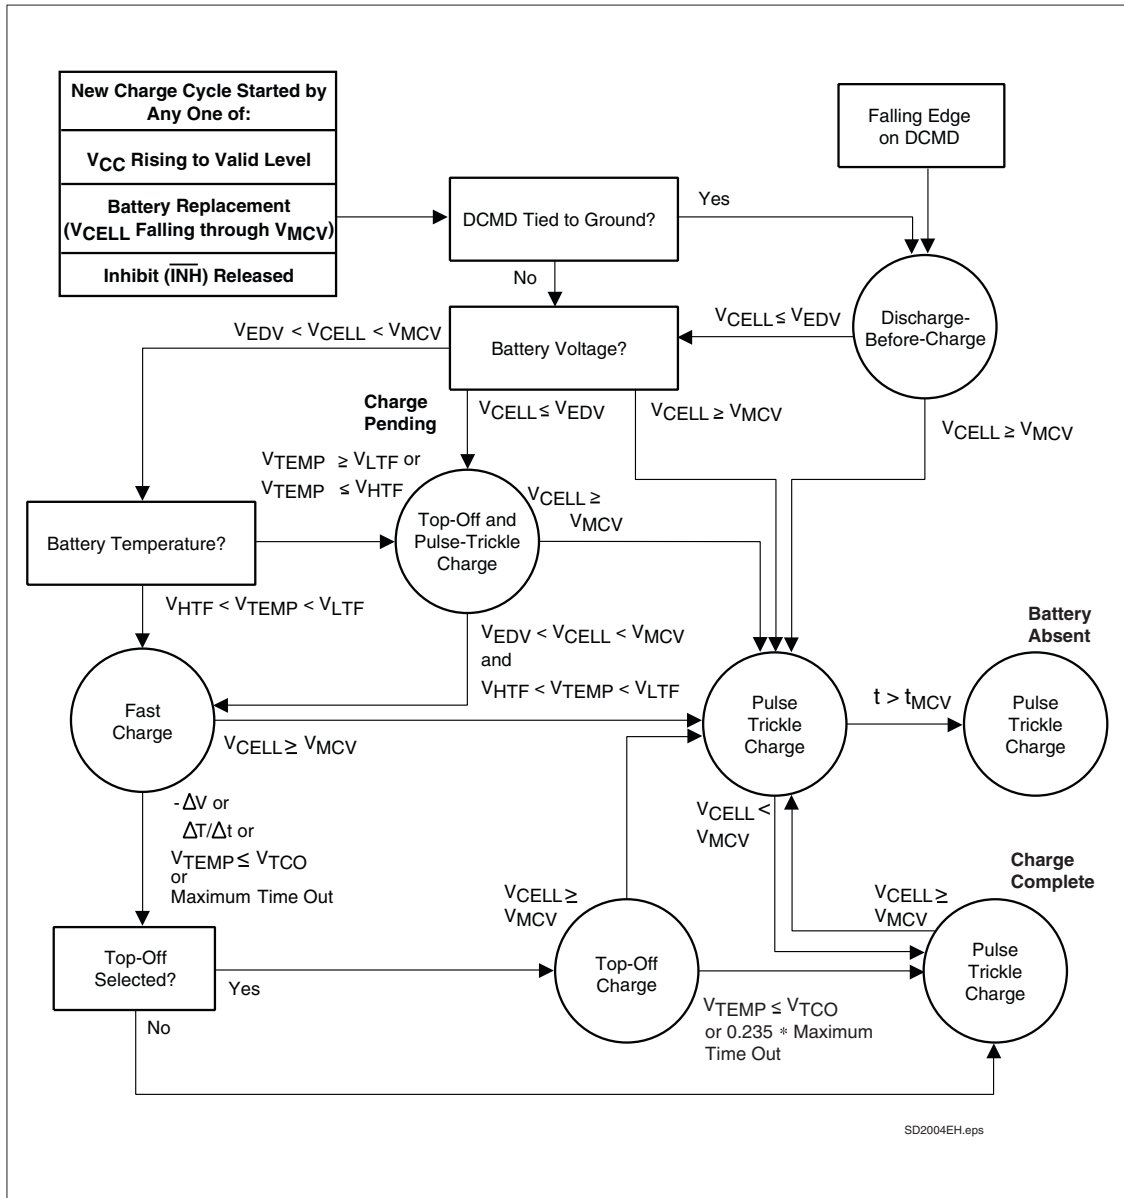 New Charge Cycle Started by
Any One of:
VCC Rising to Valid Level
Battery Replacement
(VCELL Falling through VMCV)
Inhibit (INH) Released
Falling Edge
on DCMD
DCMD Tied to Ground?
Yes
No
Discharge-
Before-Charge
VCELL ≤ VEDV
Battery Voltage?
VEDV < VCELL < VMCV
Charge
Pending
VCELL ≤ VEDV
VCELL ≥ VMCV
VCELL ≥ VMCV
VTEMP ≥ VLTF or
VTEMP ≤ VHTF
VCELL ≥
VMCV
Battery Temperature?
Top-Off and
Pulse-Trickle
Charge
VHTF < VTEMP < VLTF
VEDV < VCELL < VMCV
and
VHTF < VTEMP < VLTF
Battery
Absent
Fast
Charge
VCELL ≥ VMCV
Pulse
Trickle
Charge
t > tMCV
Pulse
Trickle
Charge
-ΔV or
ΔT/Δt or
VTEMP ≤ VTCO
or
Maximum Time Out
VCELL <
VMCV
Charge
Complete
VCELL ≥
VMCV
VCELL ≥
VMCV
Top-Off
Selected?
Yes
No
Top-Off
Charge
Pulse
Trickle
Charge
VTEMP ≤ VTCO
or 0.235 * Maximum
Time Out
SD2004EH.eps